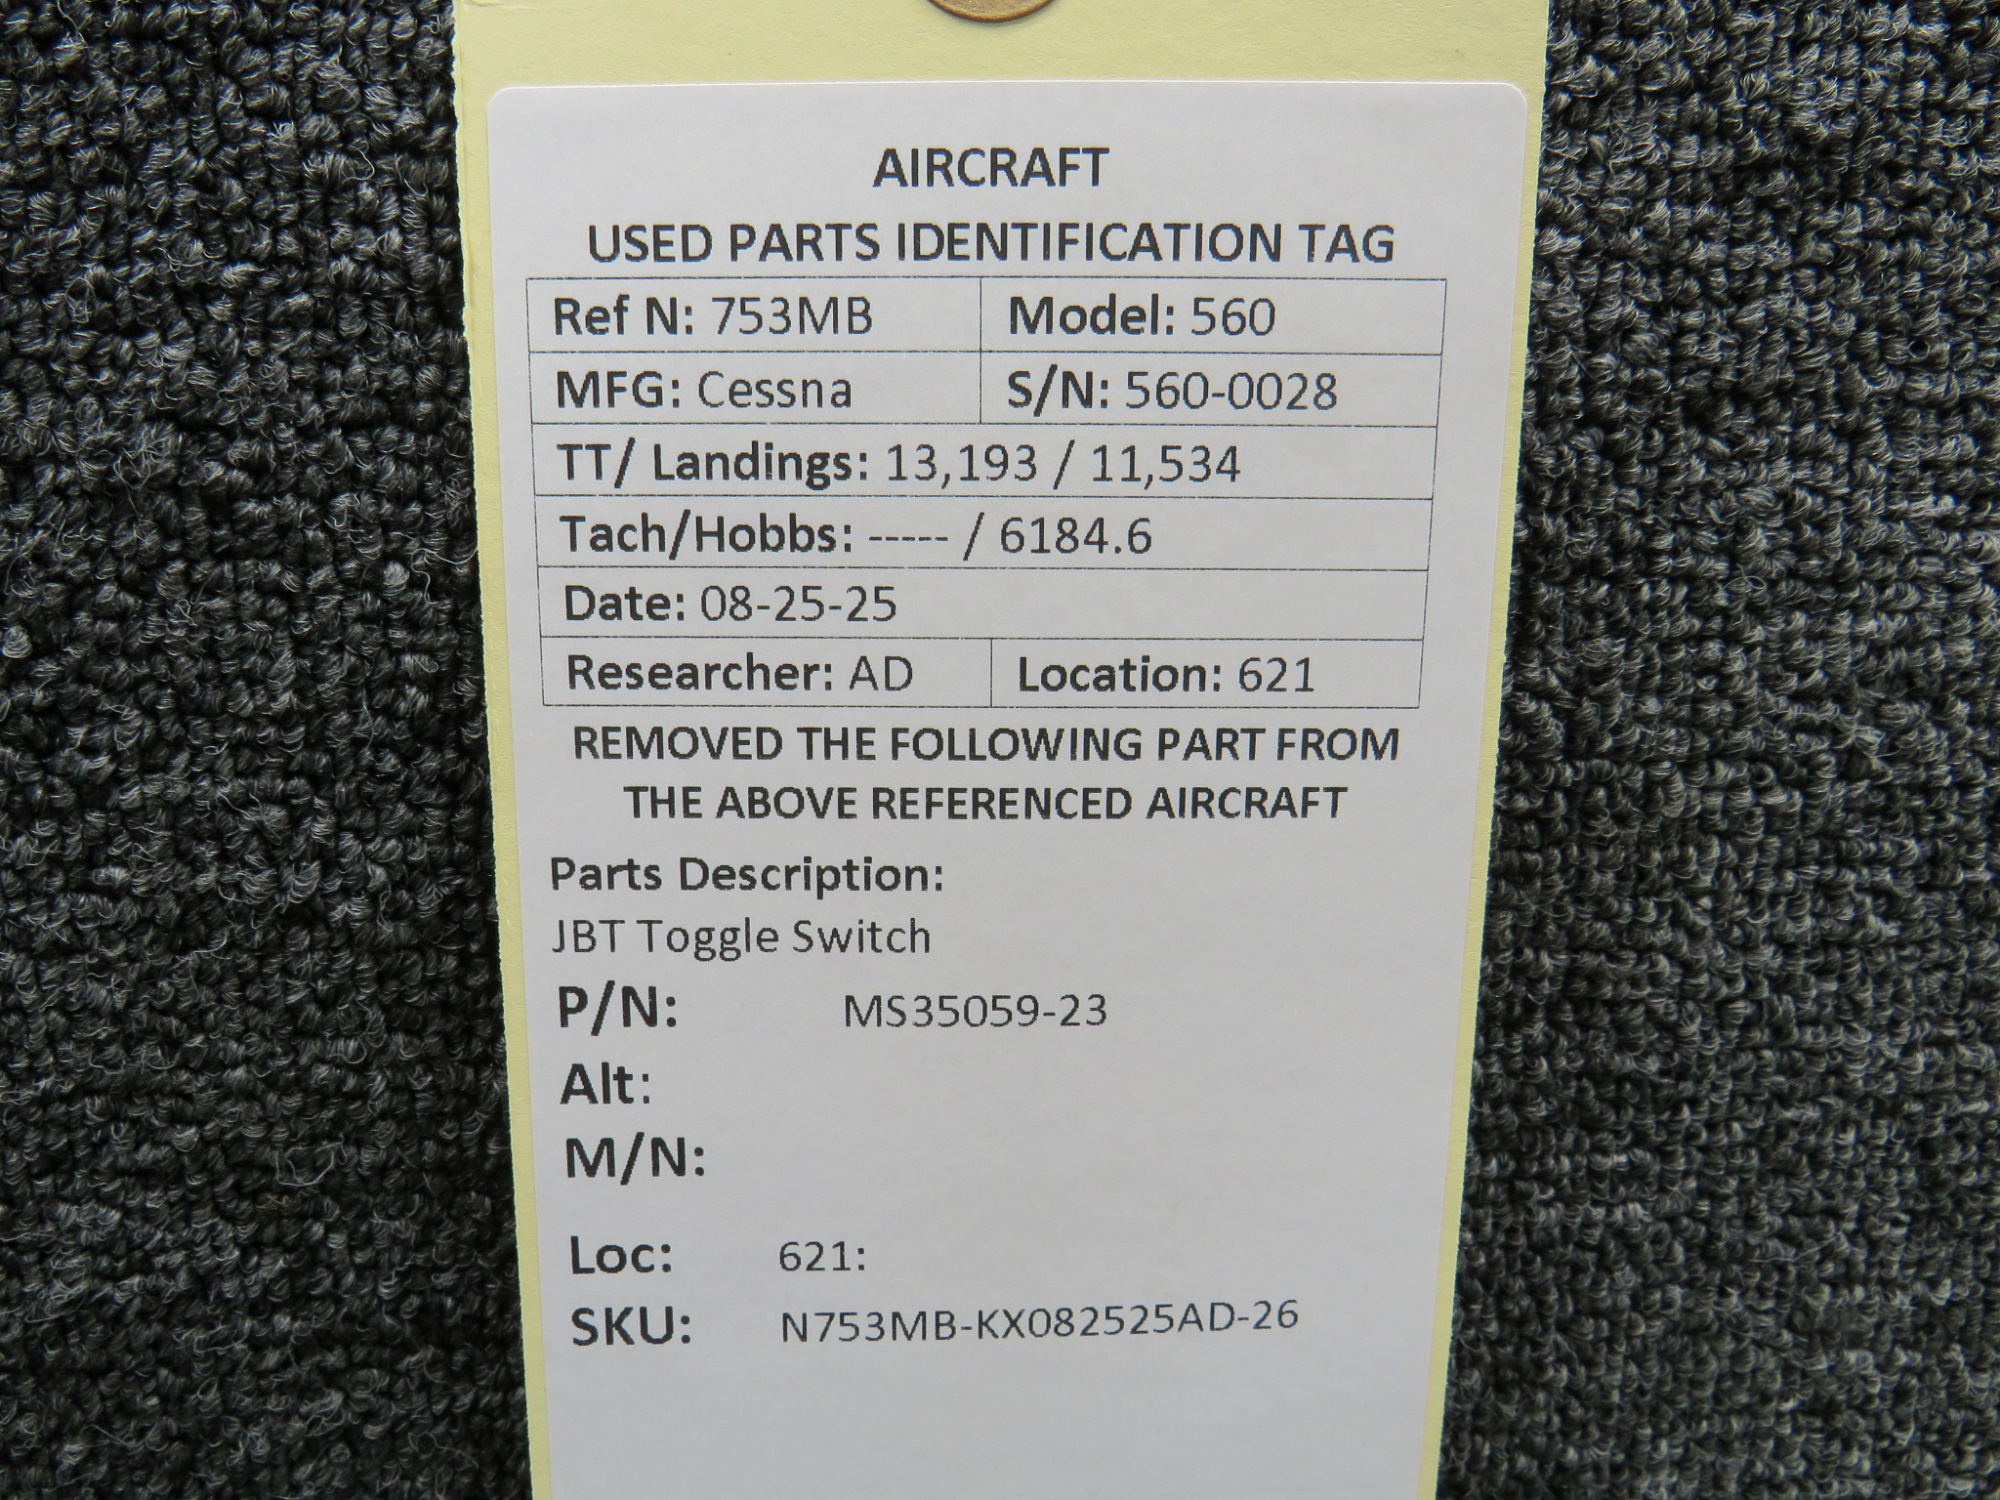 AIRCRAFT
USED PARTS IDENTIFICATION TAG
Ref N: 753MB Model: 560
MFG: Cessna S/N: 560-0028
TT/ Landings: 13,193 / 11,534
Tach/Hobbs: ----- / 6184.6
Date: 08-25-25
Researcher: AD Location: 621
REMOVED THE FOLLOWING PART FROM
THE ABOVE REFERENCED AIRCRAFT
Parts Description:
JBT Toggle Switch
P/N: MS35059-23
Alt:
M/N:
Loc: 621:
SKU: N753MB-KX082525AD-26